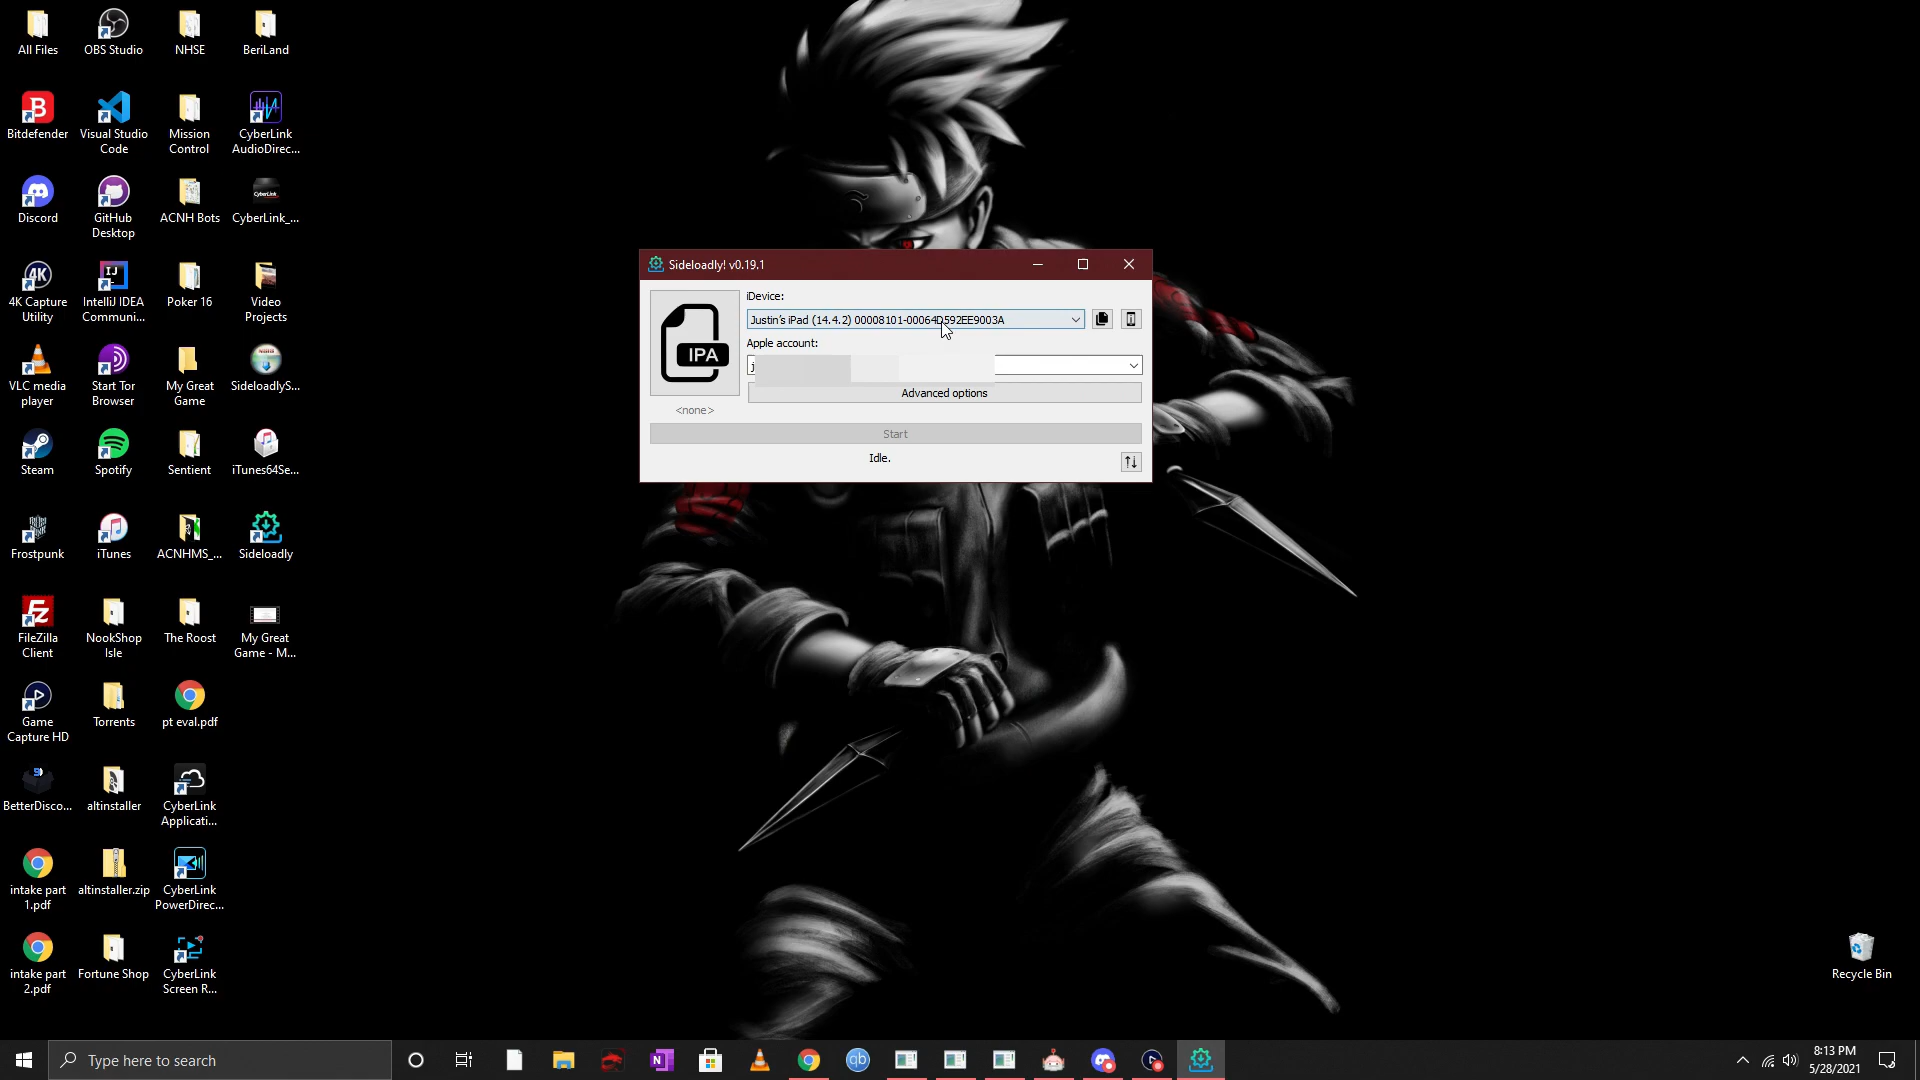 All Files
OBS Studio
NHSE
BeriLand
Bitdefender
Visual Studio
Code
Mission
Control
CyberLink
AudioDirec...
Discord
GitHub
Desktop
ACNH Bots
CyberLink
CyberLink_...
4K
4K Capture
Utility
IJ
IntelliJ IDEA
Communi...
Poker 16
Video
Projects
VLC media
player
Start Tor
Browser
My Great
Game
SideloadlyS...
Steam
Spotify
Sentient
iTunes64Se...
Frostpunk
iTunes
ACNHMS_...
Sideloadly
FileZilla
Client
NookShop
Isle
The Roost
My Great
Game - M...
Game
Capture HD
Torrents
pt eval.pdf
BetterDisco...
altinstaller
CyberLink
Applicati...
intake part
1.pdf
altinstaller.zip
CyberLink
PowerDirec...
intake part
2.pdf
Fortune Shop
CyberLink
Screen R...
Sideloadly! v0.19.1
iDevice:
Justin's iPad (14.4.2) 00008101-00064D592EE9003A
Apple account:
j
IPA
Advanced options
<none>
Start
Idle.
Recycle Bin
Type here to search
qb
8:13 PM
5/28/2021